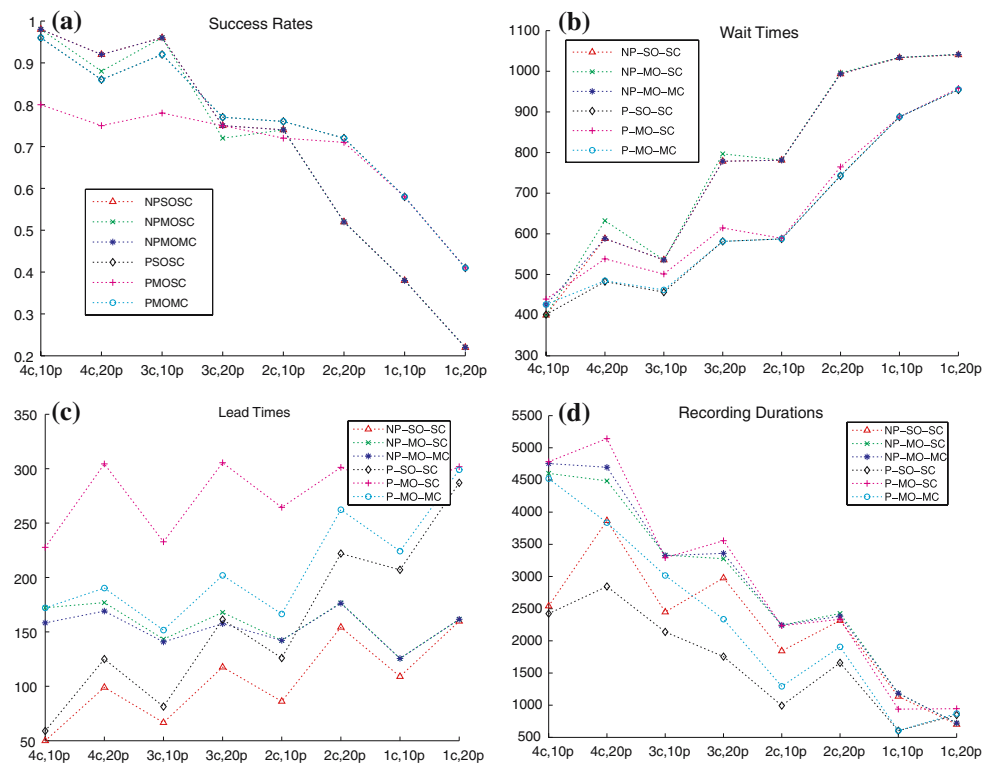 (a)
Success Rates
1
0.9
0.8
0.7
0.6
0.5
0.4
0.3
0.2
NPSOSC
NPMOSC
NPMOMC
PSOSC
PMOSC
PMOMC
4c,10p 4c,20p 3c,10p 3c,20p 2c,10p 2c,20p 1c,10p 1c,20p
(b)
Wait Times
1100
1000
900
800
700
600
500
400
300
NP–SO–SC
NP–MO–SC
NP–MO–MC
P–SO–SC
P–MO–SC
P–MO–MC
4c,10p 4c,20p 3c,10p 3c,20p 2c,10p 2c,20p 1c,10p 1c,20p
(c)
Lead Times
350
300
250
200
150
100
50
NP–SO–SC
NP–MO–SC
NP–MO–MC
P–SO–SC
P–MO–SC
P–MO–MC
4c,10p 4c,20p 3c,10p 3c,20p 2c,10p 2c,20p 1c,10p 1c,20p
(d)
Recording Durations
5500
5000
4500
4000
3500
3000
2500
2000
1500
1000
500
NP–SO–SC
NP–MO–SC
NP–MO–MC
P–SO–SC
P–MO–SC
P–MO–MC
4c,10p 4c,20p 3c,10p 3c,20p 2c,10p 2c,20p 1c,10p 1c,20p